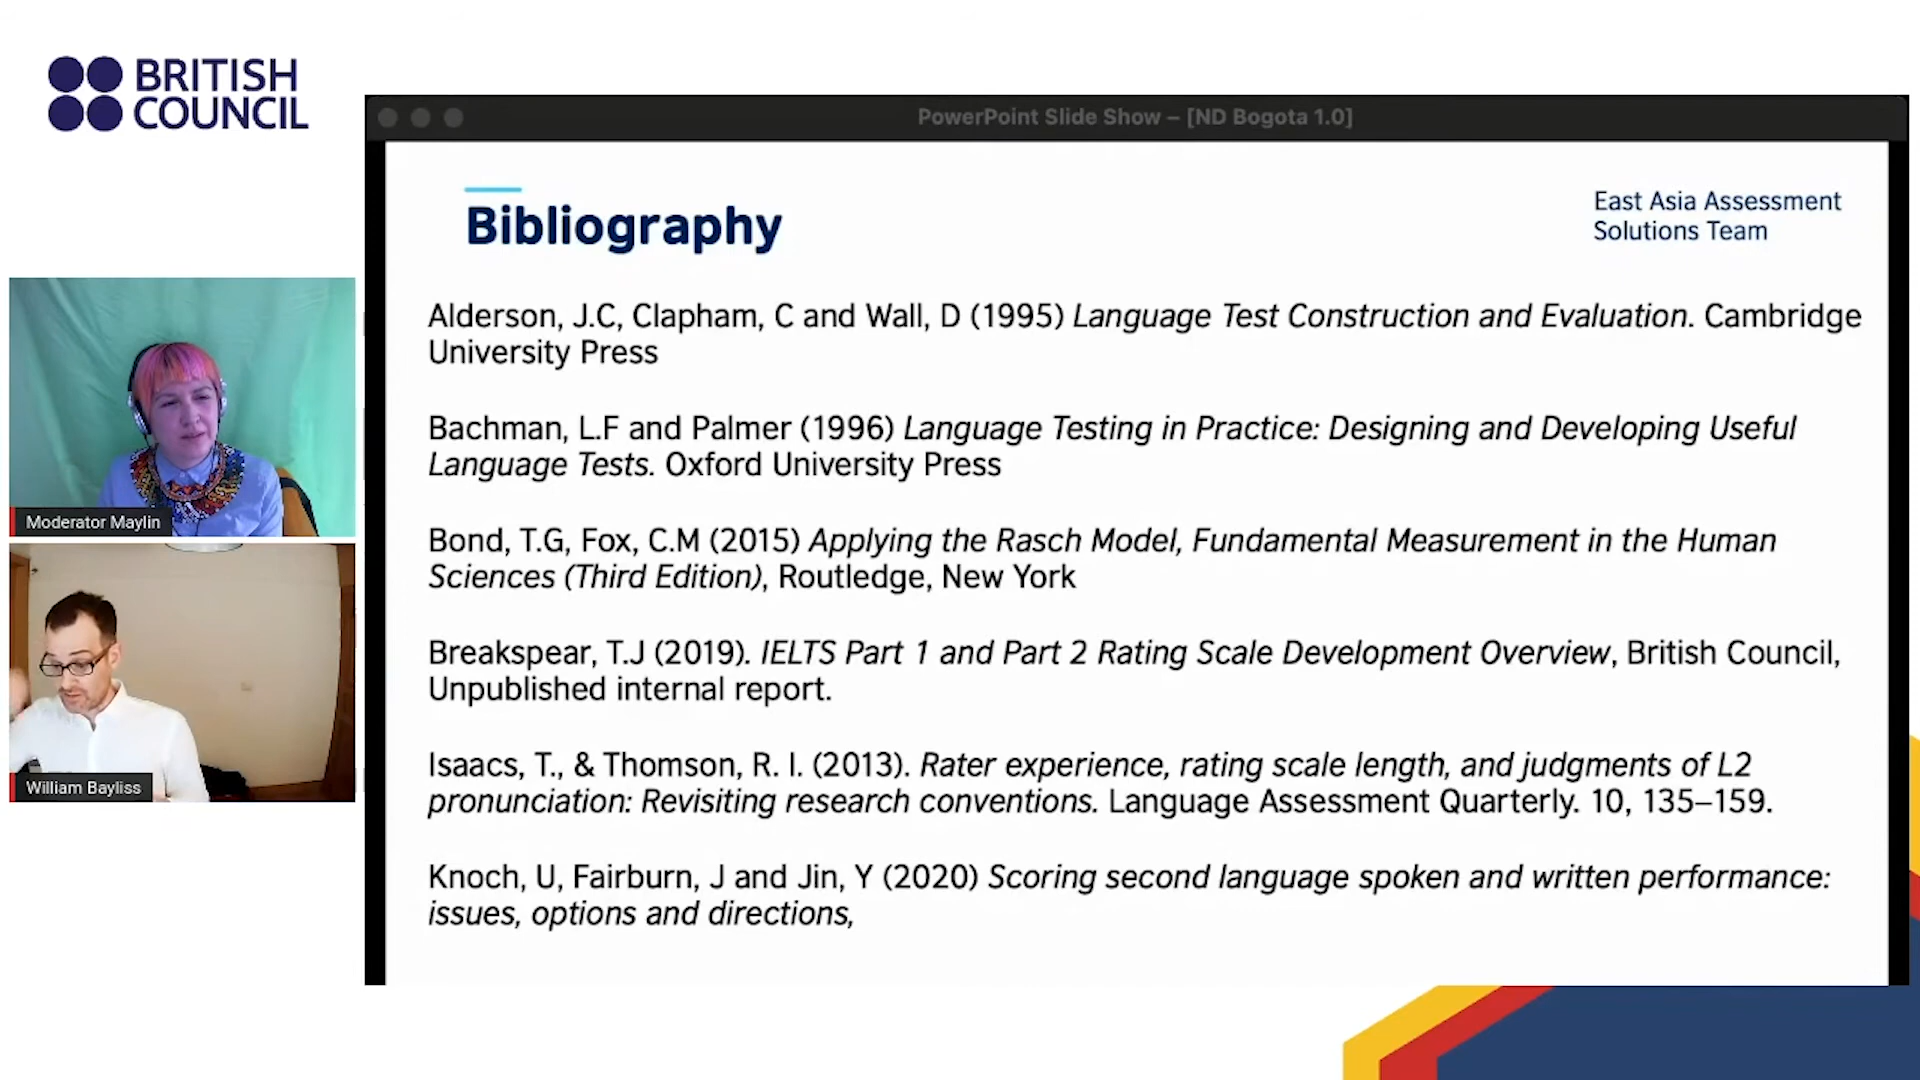 BRITISH
COUNCIL
PowerPoint Slide Show – [ND Bogota 1.0]
Bibliography
East Asia Assessment
Solutions Team
Alderson, J.C, Clapham, C and Wall, D (1995) Language Test Construction and Evaluation. Cambridge
University Press
Bachman, L.F and Palmer (1996) Language Testing in Practice: Designing and Developing Useful
Language Tests. Oxford University Press
Bond, T.G, Fox, C.M (2015) Applying the Rasch Model, Fundamental Measurement in the Human
Sciences (Third Edition), Routledge, New York
Breakspear, T.J (2019). IELTS Part 1 and Part 2 Rating Scale Development Overview, British Council,
Unpublished internal report.
Isaacs, T., & Thomson, R. I. (2013). Rater experience, rating scale length, and judgments of L2
pronunciation: Revisiting research conventions. Language Assessment Quarterly. 10, 135–159.
Knoch, U, Fairburn, J and Jin, Y (2020) Scoring second language spoken and written performance:
issues, options and directions,
Moderator Maylin
William Bayliss